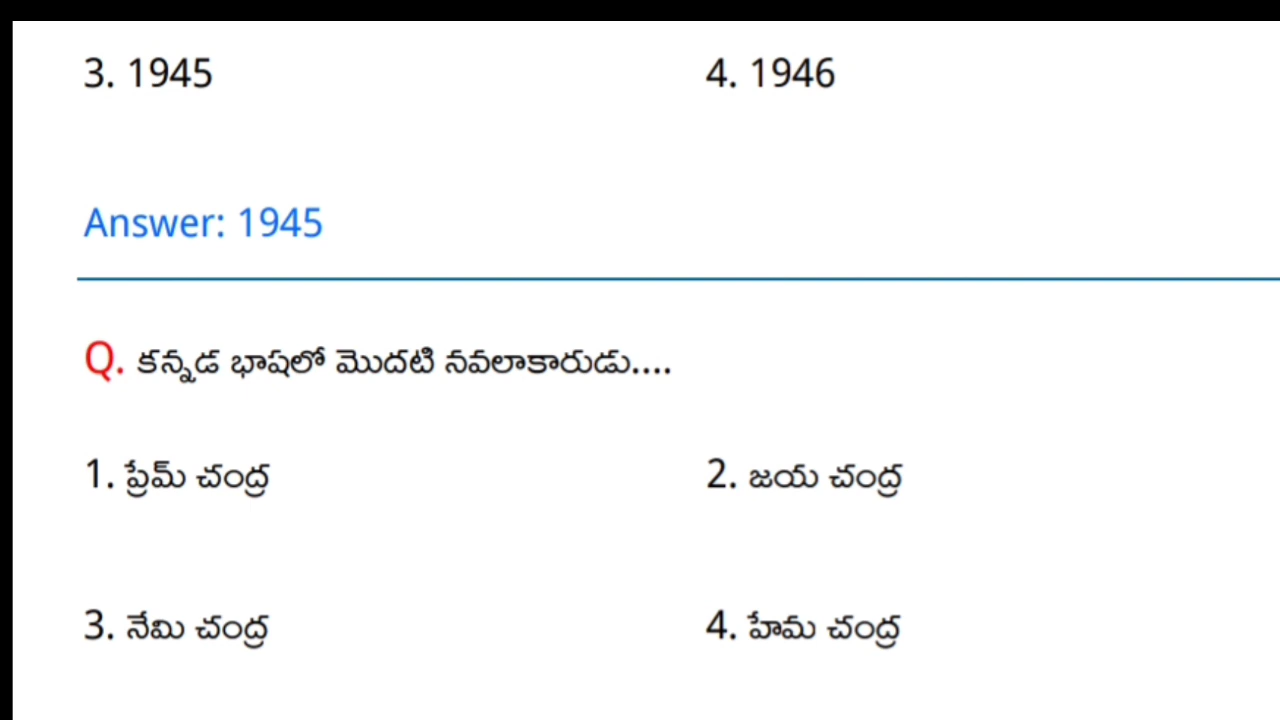 3. 1945 4. 1946
Answer: 1945
Q. కన్నడ భాషలో మొదటి నవలాకారుడు....
1. ప్రేమ్ చంద్ర 2. జయ చంద్ర
3. నేమి చంద్ర 4. హేమ చంద్ర